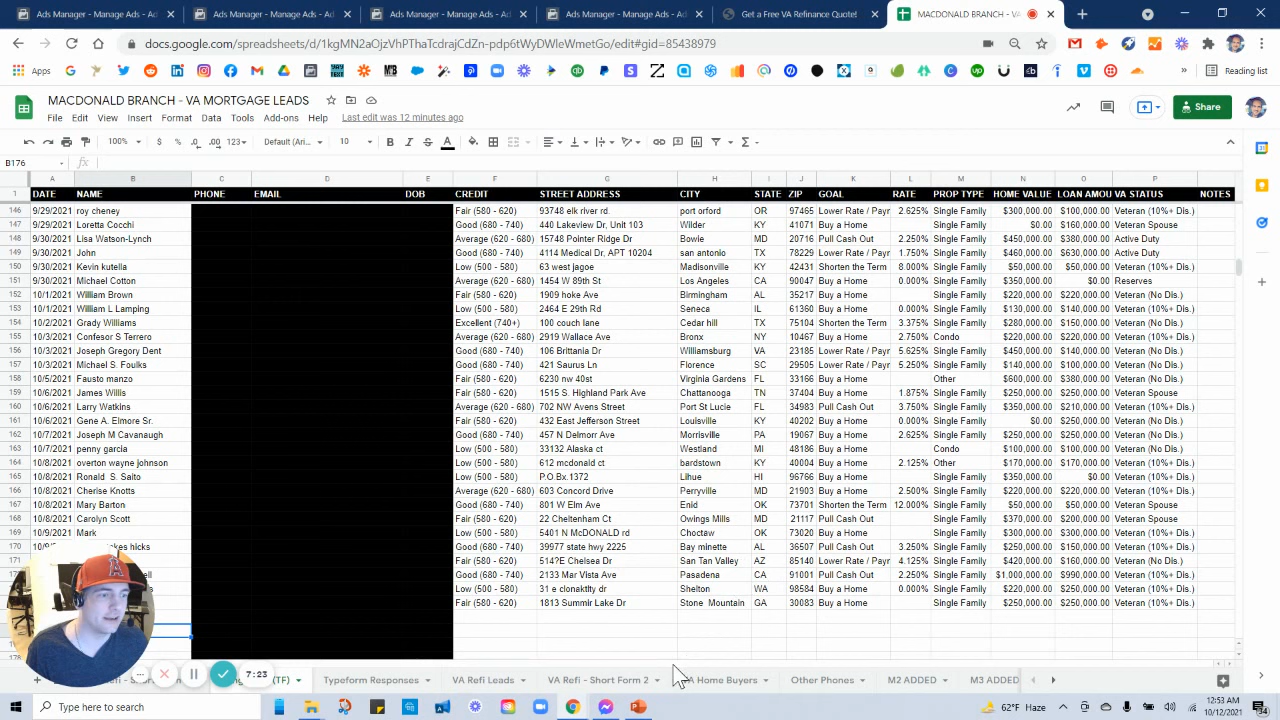 Ads Manager - Manage Ads - Ad
Ads Manager - Manage Ads - Ad
Ads Manager - Manage Ads - Ad
Ads Manager - Manage Ads - Ad
Get a Free VA Refinance Quote!
MACDONALD BRANCH - VA
docs.google.com/spreadsheets/d/1kgMN2aOjzVhPThaTcdrajCdZn-pdp6tWyDWleWmetGo/edit#gid=85438979
Apps
Reading list
MACDONALD BRANCH - VA MORTGAGE LEADS
File Edit View Insert Format Data Tools Add-ons Help Last edit was 12 minutes ago
Share
100% $ % .0 .00 123 Default (Ari... 10 B I S A
B176 fx
A B C D E F G H I J K L M N O P
1 DATE NAME PHONE EMAIL DOB CREDIT STREET ADDRESS CITY STATE ZIP GOAL RATE PROP TYPE HOME VALUE LOAN AMOU VA STATUS NOTES
146 9/29/2021 roy cheney Fair (580 - 620) 93748 elk river rd. port orford OR 97465 Lower Rate / Payr 2.625% Single Family $300,000.00 $100,000.00 Veteran (10%+ Dis.)
147 9/29/2021 Loretta Cocchi Good (680 - 740) 440 Lakeview Dr, Unit 103 Wilder KY 41071 Buy a Home Single Family $0.00 $160,000.00 Veteran Spouse
148 9/30/2021 Lisa Watson-Lynch Average (620 - 680) 15748 Pointer Ridge Dr Bowie MD 20716 Pull Cash Out 2.250% Single Family $450,000.00 $380,000.00 Active Duty
149 9/30/2021 John Good (680 - 740) 4114 Medical Dr, APT 10204 san antonio TX 78229 Lower Rate / Payr 1.750% Single Family $460,000.00 $630,000.00 Active Duty
150 9/30/2021 Kevin kutella Low (500 - 580) 63 west jagoe Madisonville KY 42431 Shorten the Term 8.000% Single Family $50,000.00 $50,000.00 Veteran (10%+ Dis.)
151 9/30/2021 Michael Cotton Average (620 - 680) 1454 W 89th St Los Angeles CA 90047 Lower Rate / Payr 0.000% Single Family $250,000.00 $0.00 Reserves
152 10/1/2021 William Brown Fair (580 - 620) 1909 hoke Ave Birmingham AL 35217 Buy a Home Single Family $220,000.00 $220,000.00 Veteran (No Dis.)
153 10/1/2021 William L Lamping Low (500 - 580) 2464 E 29th Rd Seneca IL 61360 Lower Rate / Payr 0.000% Single Family $130,000.00 $140,000.00 Veteran (No Dis.)
154 10/2/2021 Grady Williams Excellent (740+) 100 couch lane Cedar hill TX 75104 Shorten the Term 3.375% Single Family $280,000.00 $150,000.00 Veteran (No Dis.)
155 10/2/2021 Confesor S Terrero Average (620 - 680) 2919 Wallace Ave Bronx NY 10467 Lower Rate / Payr 2.750% Condo $220,000.00 $220,000.00 Veteran (No Dis.)
156 10/3/2021 Joseph Gregory Dent Good (680 - 740) 106 Brittania Dr Williamsburg VA 23185 Lower Rate / Payr 5.625% Single Family $450,000.00 $140,000.00 Veteran (No Dis.)
157 10/3/2021 Michael S. Foulks Good (680 - 740) 421 Saurus Ln Florence SC 29505 Lower Rate / Payr 5.250% Single Family $140,000.00 $100,000.00 Veteran (No Dis.)
158 10/5/2021 Fausto manzo Fair (580 - 620) 6230 nw 40st Virginia Gardens FL 33166 Buy a Home Other $600,000.00 $380,000.00 Veteran (No Dis.)
159 10/6/2021 James Willis Fair (580 - 620) 1515 S. Highland Park Ave Chattanooga TN 37404 Buy a Home 1.875% Single Family $250,000.00 $250,000.00 Veteran Spouse
160 10/6/2021 Larry Watkins Average (620 - 680) 702 NW Avens Street Port St Lucie FL 34983 Pull Cash Out 3.750% Single Family $350,000.00 $210,000.00 Veteran (10%+ Dis.)
161 10/6/2021 Gene A. Elmore Sr. Fair (580 - 620) 432 East Jefferson Street Louisville KY 40202 Buy a Home 0.000% Single Family $0.00 $250,000.00 Veteran (No Dis.)
162 10/7/2021 Joseph M Cavanaugh Good (680 - 740) 457 N Delmorr Ave Morrisville PA 19067 Buy a Home 2.625% Single Family $250,000.00 $250,000.00 Veteran (10%+ Dis.)
163 10/7/2021 penny garcia Low (500 - 580) 33132 Alaska ct Westland MI 48186 Buy a Home Condo $100,000.00 $100,000.00 Veteran (No Dis.)
164 10/8/2021 overton wayne johnson Low (500 - 580) 612 mcdonald ct bardstown KY 40004 Buy a Home 2.125% Other $170,000.00 $170,000.00 Veteran (10%+ Dis.)
165 10/8/2021 Ronald S. Saito Low (500 - 580) P.O.Bx.1372 Lihue HI 96766 Buy a Home Single Family $350,000.00 $0.00 Veteran (10%+ Dis.)
166 10/8/2021 Cherise Knotts Average (620 - 680) 603 Concord Drive Perryville MD 21903 Buy a Home 2.500% Single Family $220,000.00 $220,000.00 Veteran (10%+ Dis.)
167 10/8/2021 Mary Barton Good (680 - 740) 801 W Elm Ave Enid OK 73701 Shorten the Term 12.000% Single Family $50,000.00 $50,000.00 Veteran Spouse
168 10/8/2021 Carolyn Scott Fair (580 - 620) 22 Cheltenham Ct Owings Mills MD 21117 Pull Cash Out Single Family $370,000.00 $200,000.00 Veteran Spouse
169 10/8/2021 Mark Low (500 - 580) 5401 N McDONALD rd Choctaw OK 73020 Buy a Home Single Family $300,000.00 $250,000.00 Veteran (10%+ Dis.)
170 hicks Good (680 - 740) 39977 state hwy 2225 Bay minette AL 36507 Pull Cash Out 3.250% Single Family $250,000.00 $150,000.00 Veteran (10%+ Dis.)
Fair (580 - 620) 514?E Chelsea Dr San Tan Valley AZ 85140 Lower Rate / Payr 4.125% Single Family $420,000.00 $160,000.00 Veteran (No Dis.)
Good (680 - 740) 2133 Mar Vista Ave Pasadena CA 91001 Pull Cash Out 2.250% Single Family $1,000,000.00 $990,000.00 Veteran (10%+ Dis.)
Low (500 - 580) 31 e clonaktlty dr Shelton WA 98584 Buy a Home 0.000% Single Family $220,000.00 $250,000.00 Veteran (10%+ Dis.)
Fair (580 - 620) 1813 Summir Lake Dr Stone Mountain GA 30083 Buy a Home Single Family $250,000.00 $250,000.00 Veteran (10%+ Dis.)
(TF) Typeform Responses VA Refi Leads VA Refi - Short Form 2 VA Home Buyers Other Phones M2 ADDED M3 ADDED
7:23
Type here to search
62°F Haze
12:53 AM
10/12/2021